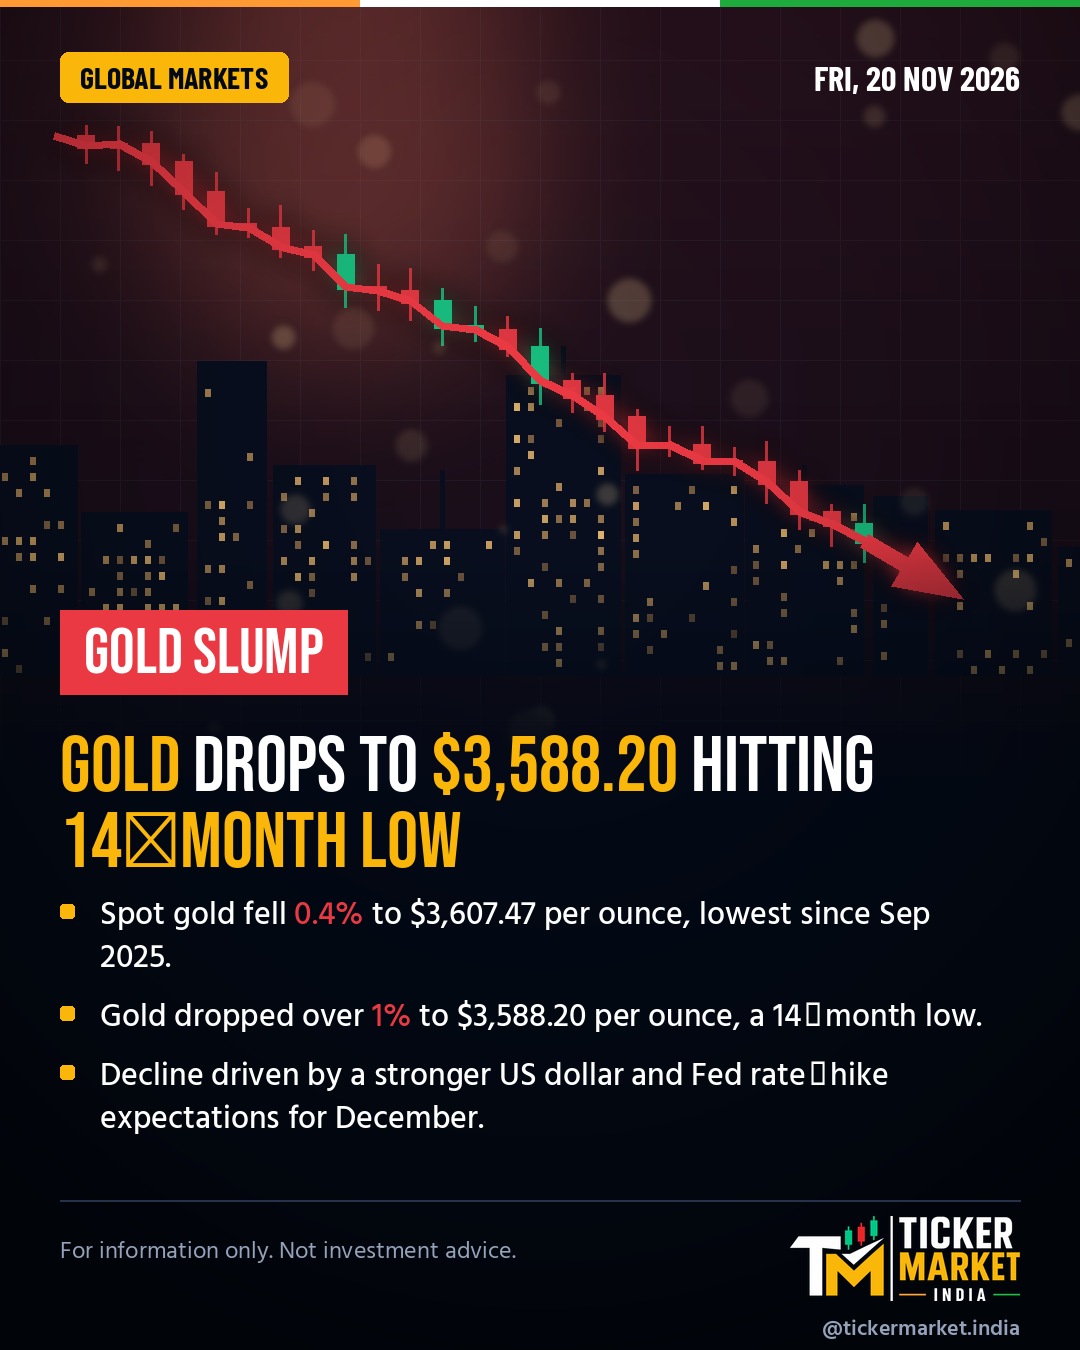 GLOBAL MARKETS
FRI, 20 NOV 2026
GOLD SLUMP
GOLD DROPS TO $3,588.20 HITTING
14□MONTH LOW
Spot gold fell 0.4% to $3,607.47 per ounce, lowest since Sep
2025.
Gold dropped over 1% to $3,588.20 per ounce, a 14□month low.
Decline driven by a stronger US dollar and Fed rate□hike
expectations for December.
For information only. Not investment advice.
TM
TICKER
MARKET
INDIA
@tickermarket.india